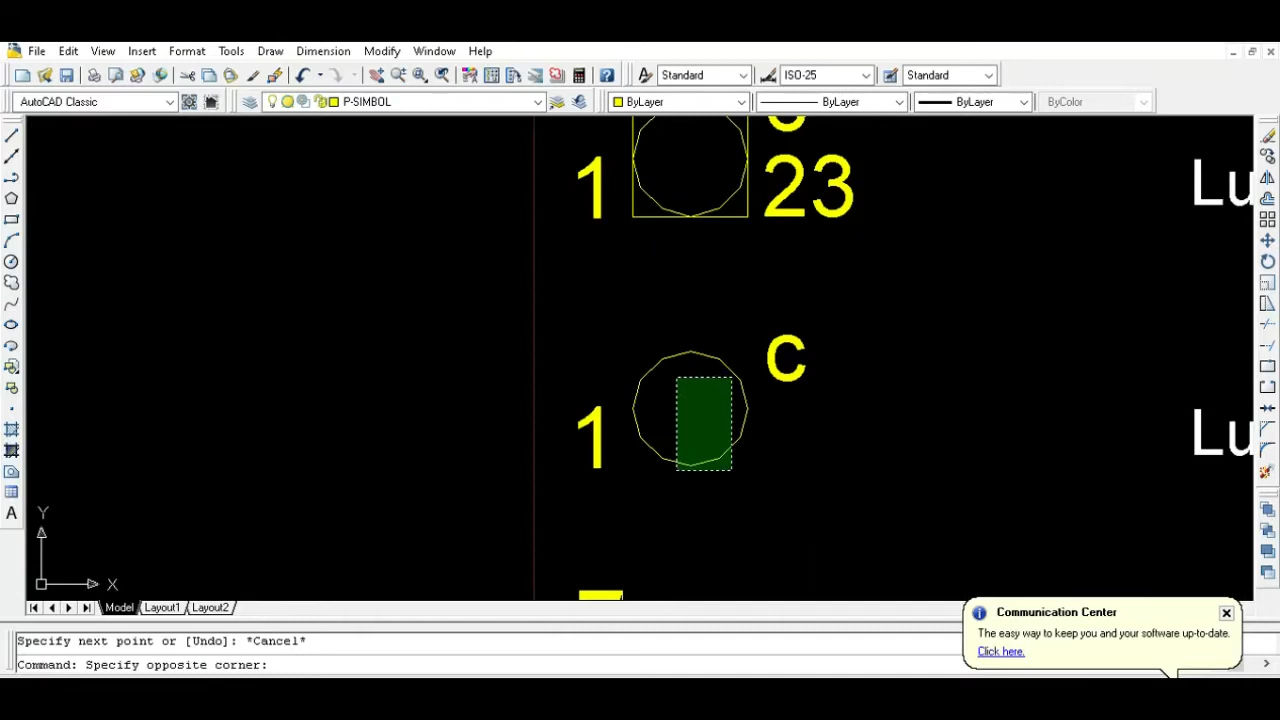 File Edit View Insert Format Tools Draw Dimension Modify Window Help
Standard ISO-25 Standard
AutoCAD Classic P-SIMBOL ByLayer ByLayer ByLayer ByColor
1 23 Lu
c
1 Lu
Y
X
Model Layout1 Layout2
Communication Center
The easy way to keep you and your software up-to-date.
Click here.
Specify next point or [Undo]: *Cancel*
Command: Specify opposite corner: